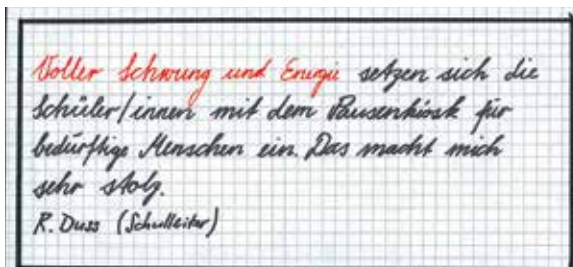 Voller Schwung und Energie setzen sich die
Schüler/innen mit dem Pausenkiosk für
bedürftige Menschen ein. Das macht mich
sehr stolz.
R. Duss (Schulleiter)